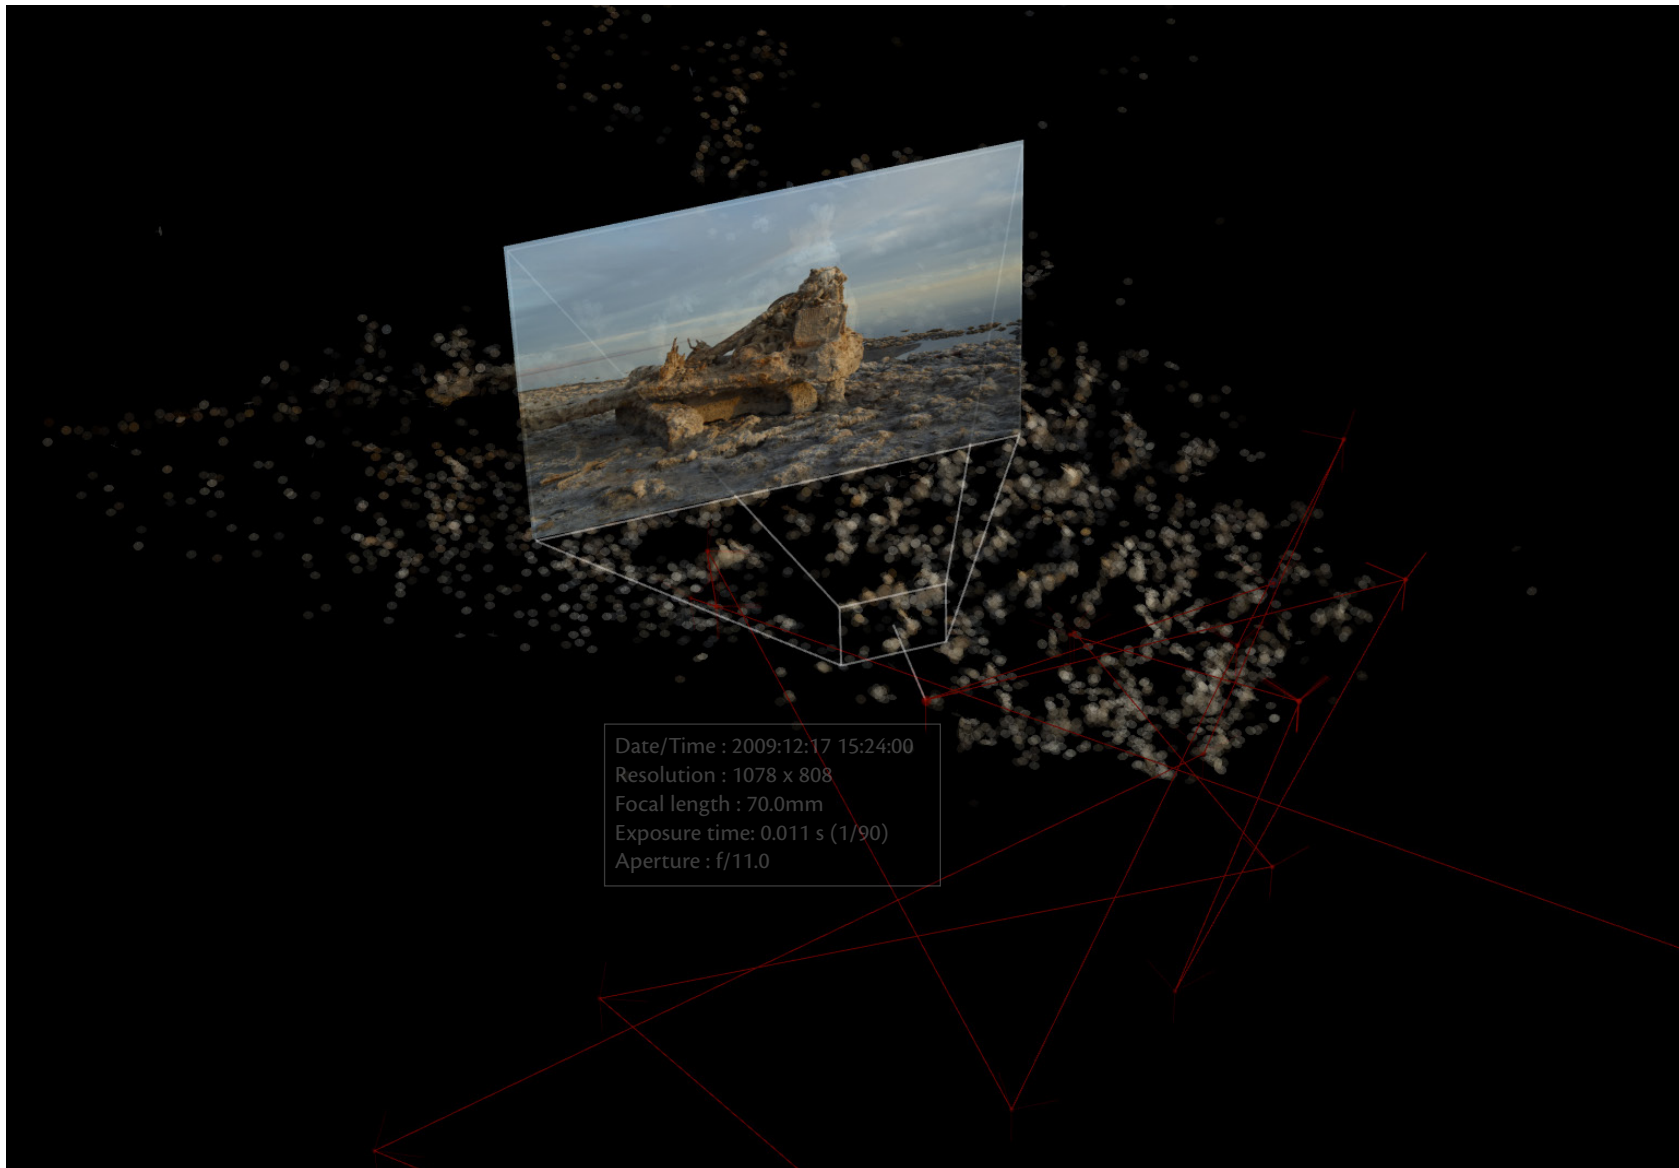 Date/Time : 2009:12:17 15:24:00
Resolution : 1078 x 808
Focal length : 70.0mm
Exposure time: 0.011 s (1/90)
Aperture : f/11.0